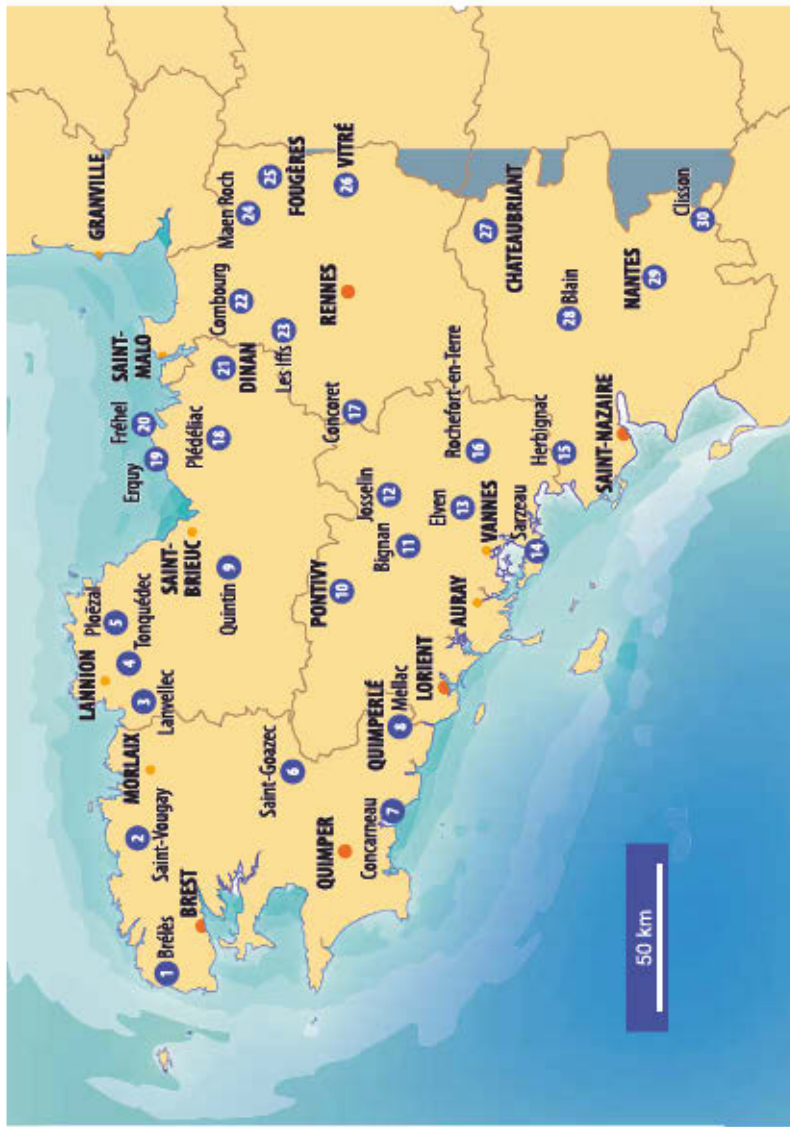 GRANVILLE
SAINT-
MALO
Fréhel
20
Erquy
19
LANNION
Ploëzal
5
Tonquédec
4
3
Lanvellec
MORLAIX
2
Saint-Vougay
1
Brélès
BREST
SAINT-
BRIEUC
Quintin
9
Plédéliac
18
21
DINAN
Combourg
22
Les Iffs
23
Maen Roch
24
25
FOUGÈRES
26
VITRÉ
RENNES
Saint-Goazec
6
QUIMPER
Concarneau
7
QUIMPERLÉ
8
Mellac
LORIENT
PONTIVY
10
Bignan
11
Josselin
12
Concoret
17
Elven
13
Rochefort-en-Terre
16
AURAY
VANNES
Sarzeau
14
Herbignac
15
SAINT-NAZAIRE
27
CHATEAUBRIANT
28
Blain
NANTES
29
Clisson
30
50 km